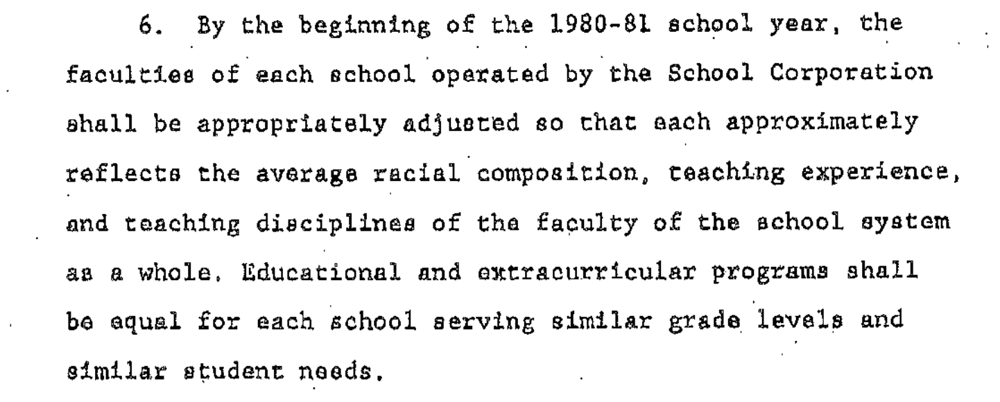 6. By the beginning of the 1980-81 school year, the
faculties of each school operated by the School Corporation
shall be appropriately adjusted so that each approximately
reflects the average racial composition, teaching experience,
and teaching disciplines of the faculty of the school system
as a whole. Educational and extracurricular programs shall
be equal for each school serving similar grade levels and
similar student needs.